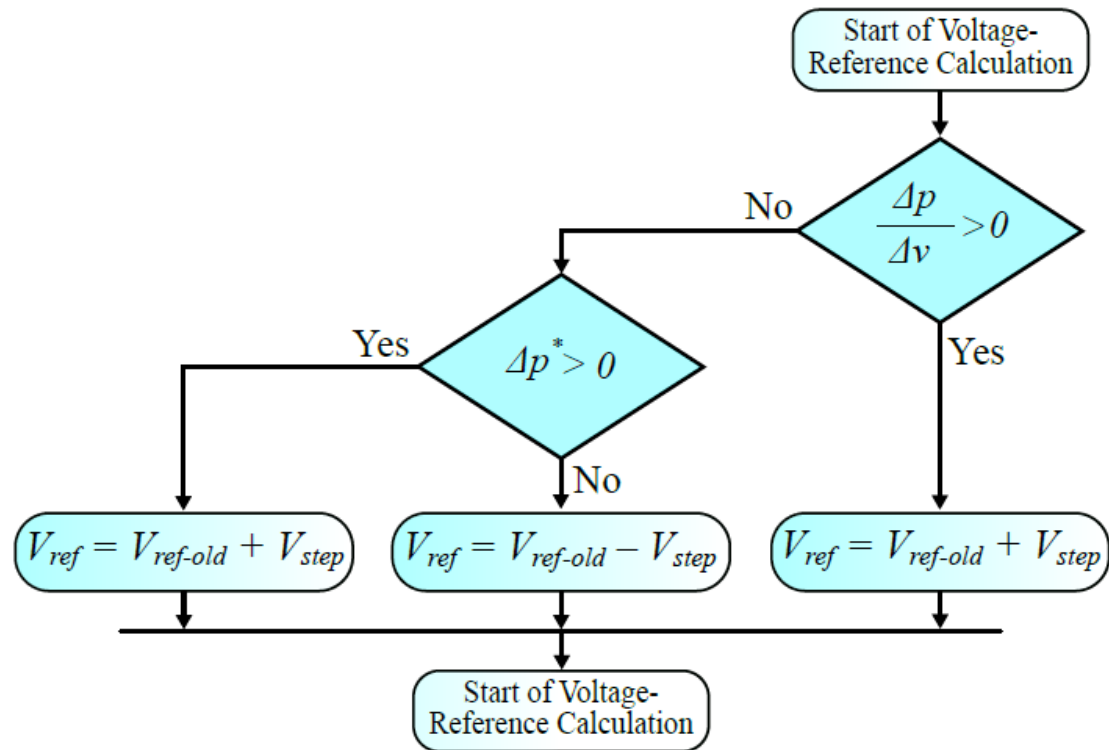 Start of Voltage-
Reference Calculation
Δp
Δv
>0
No
Yes
Δp* > 0
Yes
No
V_ref = V_ref-old + V_step
V_ref = V_ref-old − V_step
V_ref = V_ref-old + V_step
Start of Voltage-
Reference Calculation